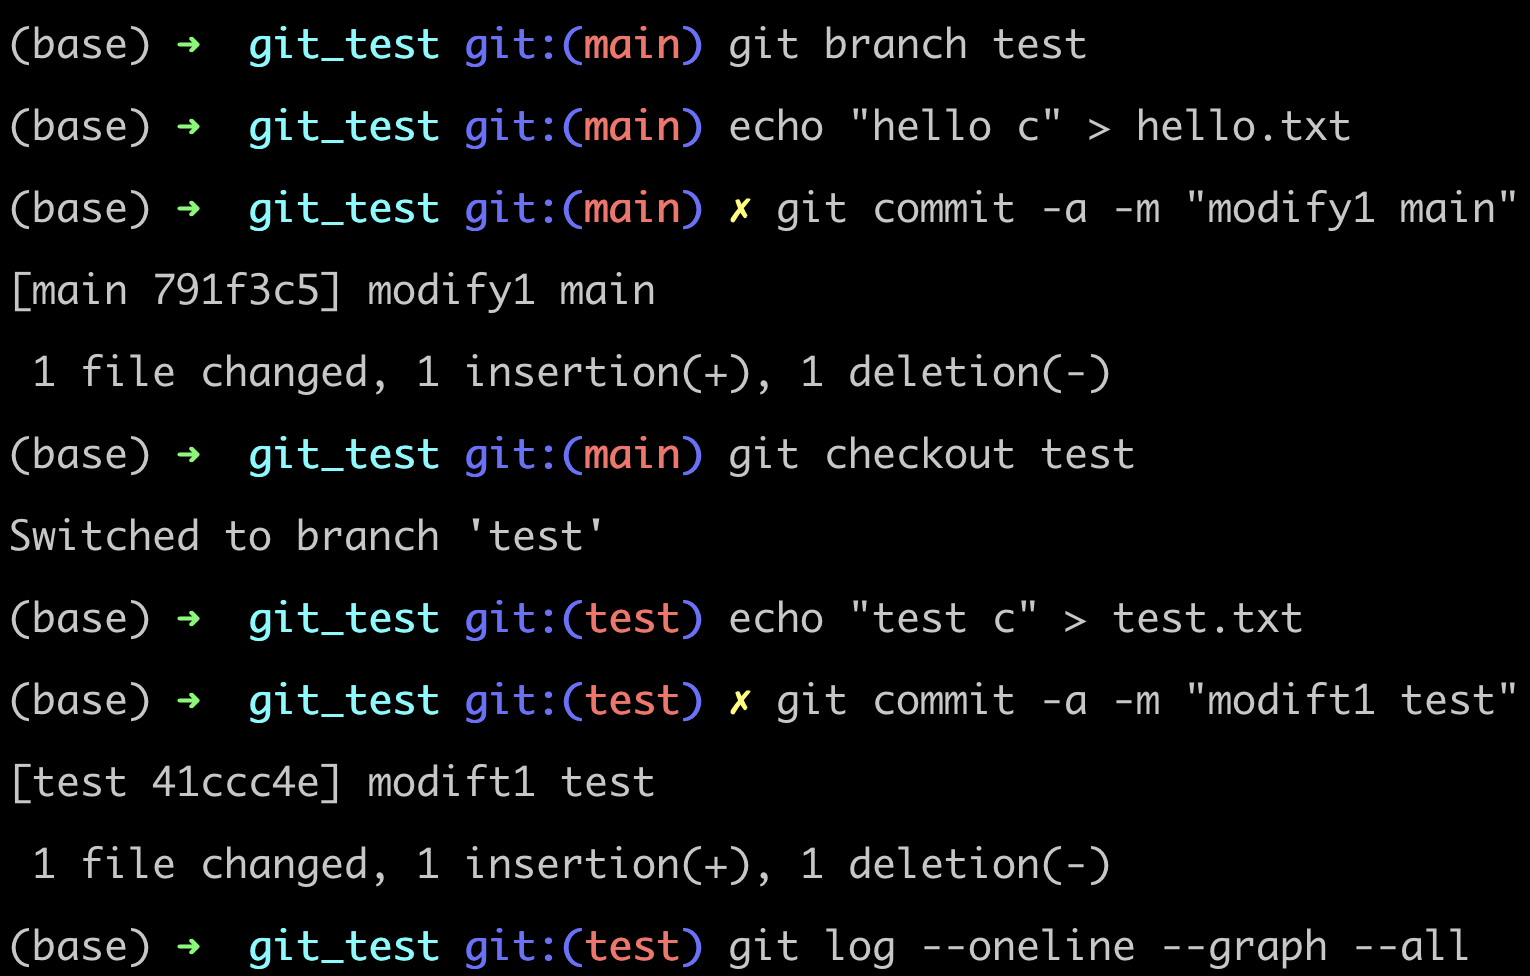 (base) ➜  git_test git:(main) git branch test
(base) ➜  git_test git:(main) echo "hello c" > hello.txt
(base) ➜  git_test git:(main) ✗ git commit -a -m "modify1 main"
[main 791f3c5] modify1 main
 1 file changed, 1 insertion(+), 1 deletion(-)
(base) ➜  git_test git:(main) git checkout test
Switched to branch 'test'
(base) ➜  git_test git:(test) echo "test c" > test.txt
(base) ➜  git_test git:(test) ✗ git commit -a -m "modift1 test"
[test 41ccc4e] modift1 test
 1 file changed, 1 insertion(+), 1 deletion(-)
(base) ➜  git_test git:(test) git log --oneline --graph --all